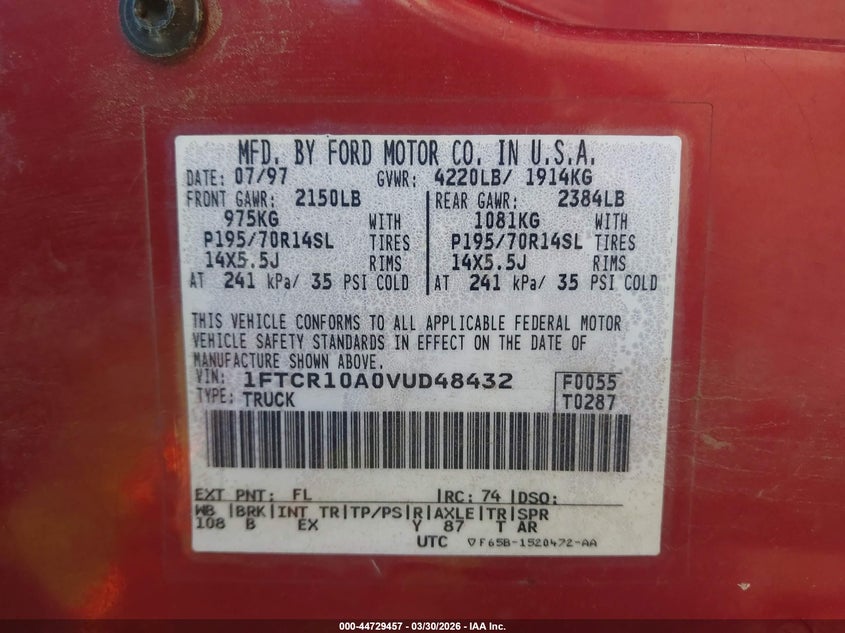 MFD. BY FORD MOTOR CO. IN U.S.A.
DATE: 07/97 GVWR: 4220LB/ 1914KG
FRONT GAWR: 2150LB REAR GAWR: 2384LB
975KG WITH 1081KG WITH
P195/70R14SL TIRES P195/70R14SL TIRES
14X5.5J RIMS 14X5.5J RIMS
AT 241 kPa/ 35 PSI COLD AT 241 kPa/ 35 PSI COLD
THIS VEHICLE CONFORMS TO ALL APPLICABLE FEDERAL MOTOR
VEHICLE SAFETY STANDARDS IN EFFECT ON THE DATE OF
MANUFACTURE SHOWN ABOVE.
VIN: 1FTCR10A0VUD48432 F0055
TYPE: TRUCK T0287
EXT PNT: FL |RC: 74 |DSO:
WB |BRK|INT TR|TP/PS|R|AXLE|TR|SPR
108 B EX Y 87 T AR
UTC ▽F65B-1520472-AA
000-44729457 - 03/30/2026 - IAA Inc.